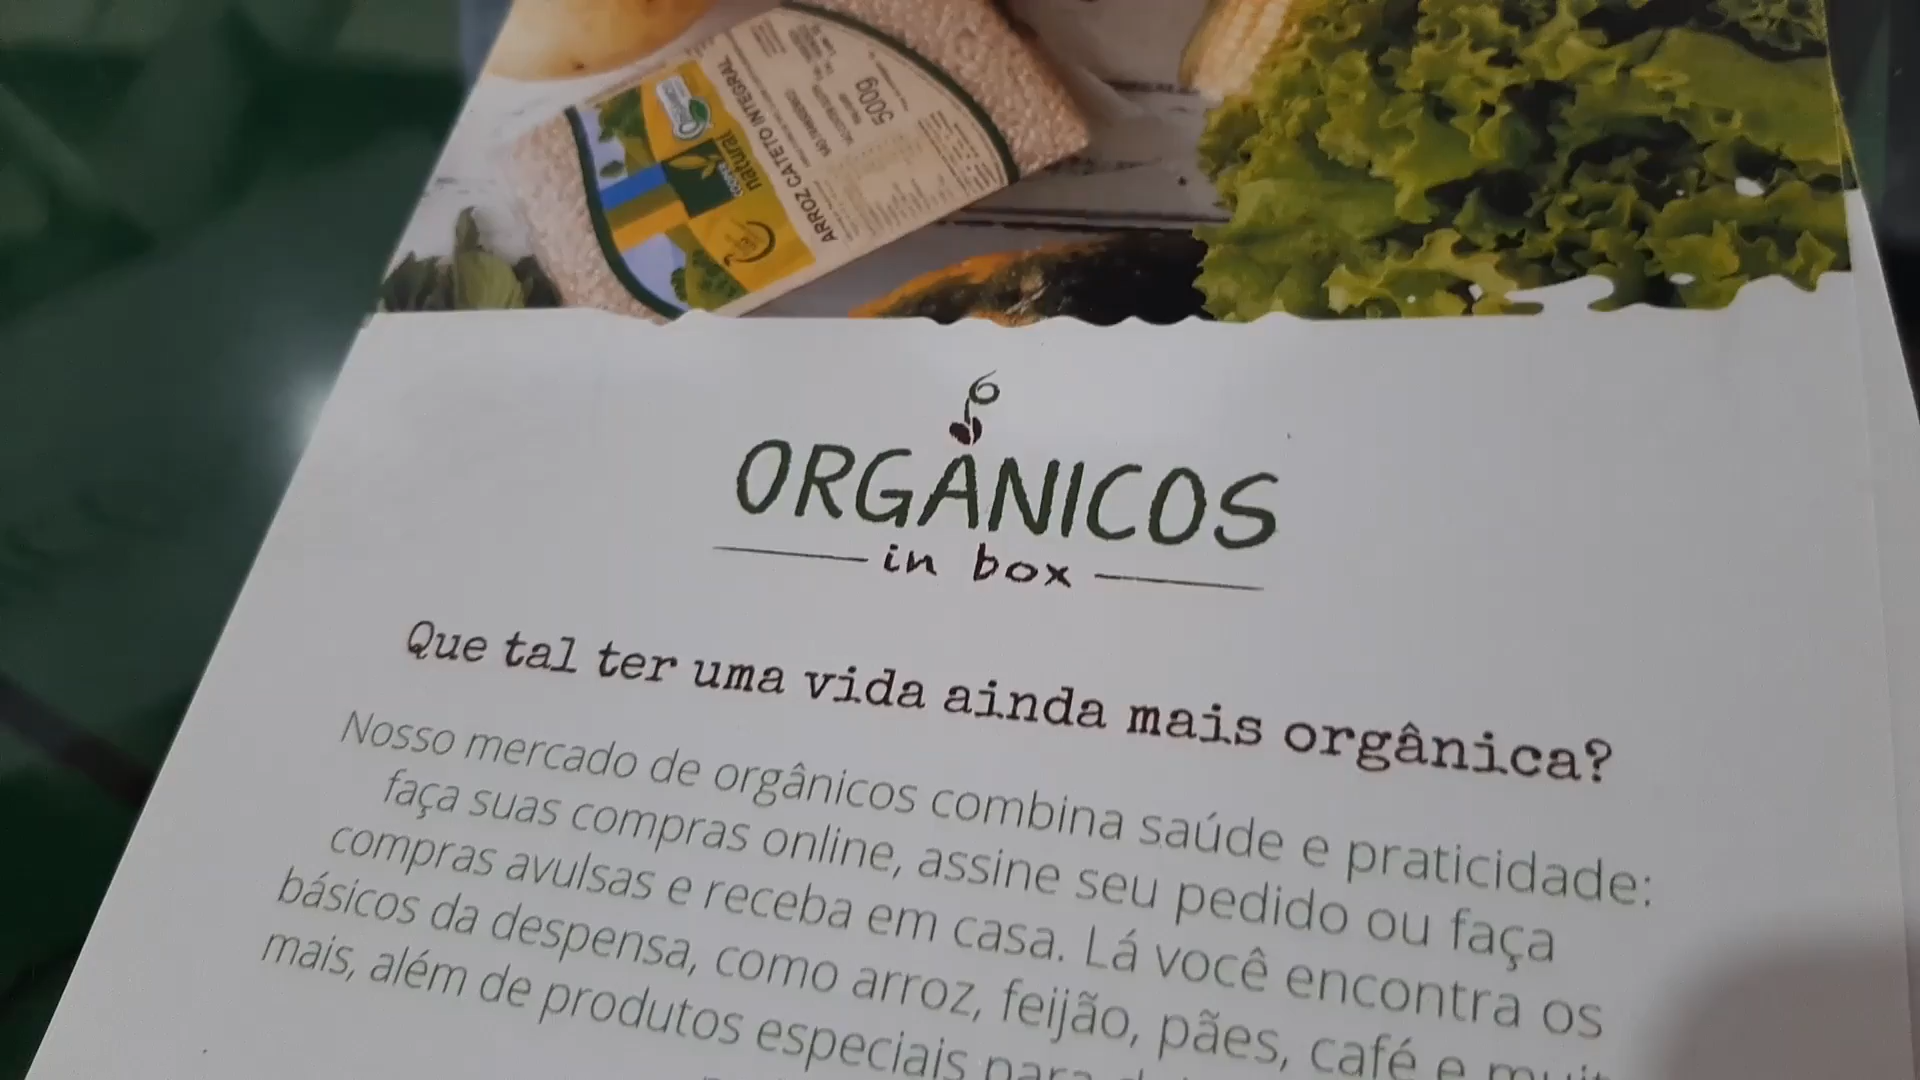 500g
ARROZ CATETO INTEGRAL
natural
ORGÂNICOS
in box
Que tal ter uma vida ainda mais orgânica?
Nosso mercado de orgânicos combina saúde e praticidade:
faça suas compras online, assine seu pedido ou faça
compras avulsas e receba em casa. Lá você encontra os
básicos da despensa, como arroz, feijão, pães, café e
mais, além de produtos especiais